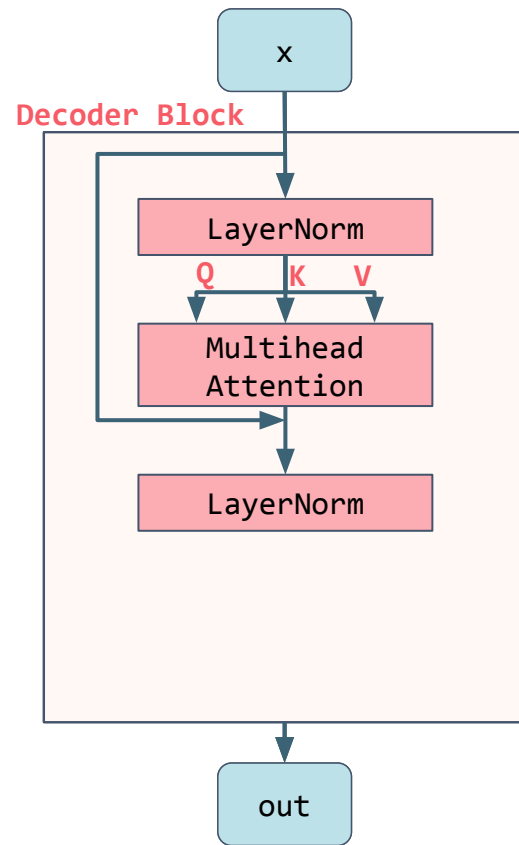 x
Decoder Block
LayerNorm
Q K V
Multihead
Attention
LayerNorm
out